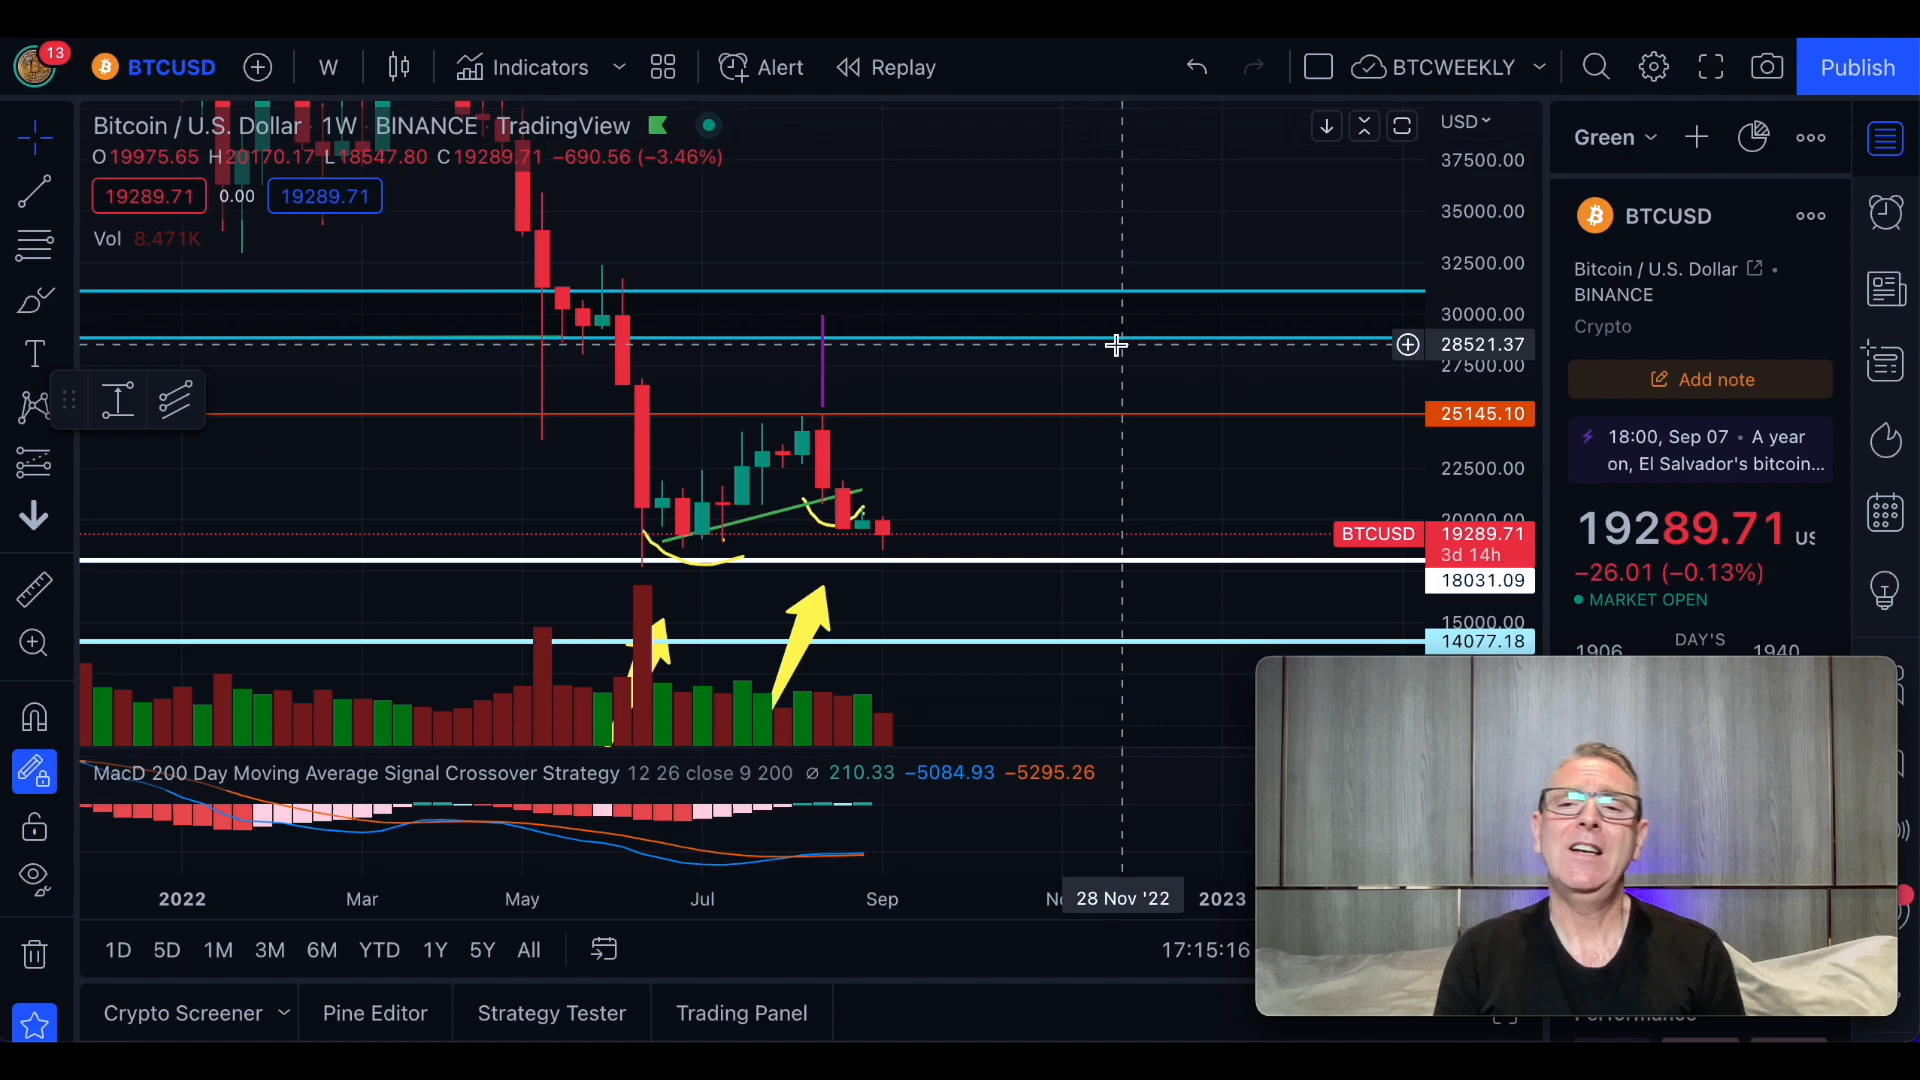 13
BTCUSD
W
Indicators
Alert
Replay
BTCWEEKLY
Publish
Bitcoin / U.S. Dollar 1W BINANCE TradingView
O19975.65 H20170.17 L18547.80 C19289.71 −690.56 (−3.46%)
19289.71 0.00 19289.71
Vol 8.471K
USD
37500.00
35000.00
32500.00
30000.00
28521.37
27500.00
25145.10
22500.00
20000.00
BTCUSD 19289.71
3d 14h
18031.09
15000.00
14077.18
MacD 200 Day Moving Average Signal Crossover Strategy 12 26 close 9 200 ∅ 210.33 −5084.93 −5295.26
2022 Mar May Jul Sep 28 Nov '22 2023
1D 5D 1M 3M 6M YTD 1Y 5Y All
17:15:16
Crypto Screener Pine Editor Strategy Tester Trading Panel
Green
BTCUSD
Bitcoin / U.S. Dollar •
BINANCE
Crypto
Add note
18:00, Sep 07 • A year
on, El Salvador's bitcoin...
19289.71
−26.01 (−0.13%)
MARKET OPEN
DAY'S